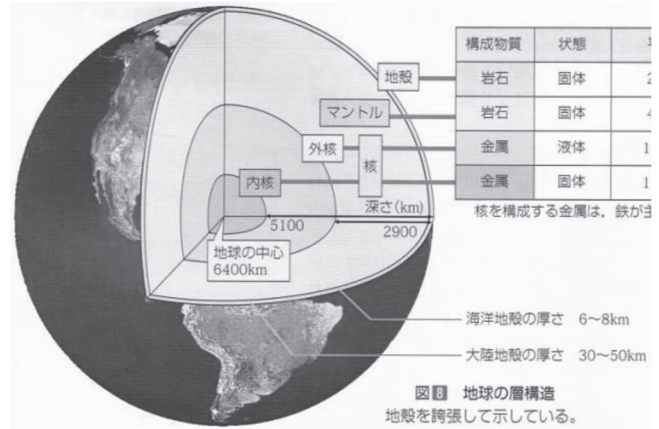 構成物質 状態
地殻 岩石 固体 2
マントル 岩石 固体 4
外核 核 金属 液体 1
内核 金属 固体 1
深さ(km)
5100
2900
核を構成する金属は，鉄が
地球の中心
6400km
海洋地殻の厚さ 6〜8km
大陸地殻の厚さ 30〜50km
図8 地球の層構造
地殻を誇張して示している。